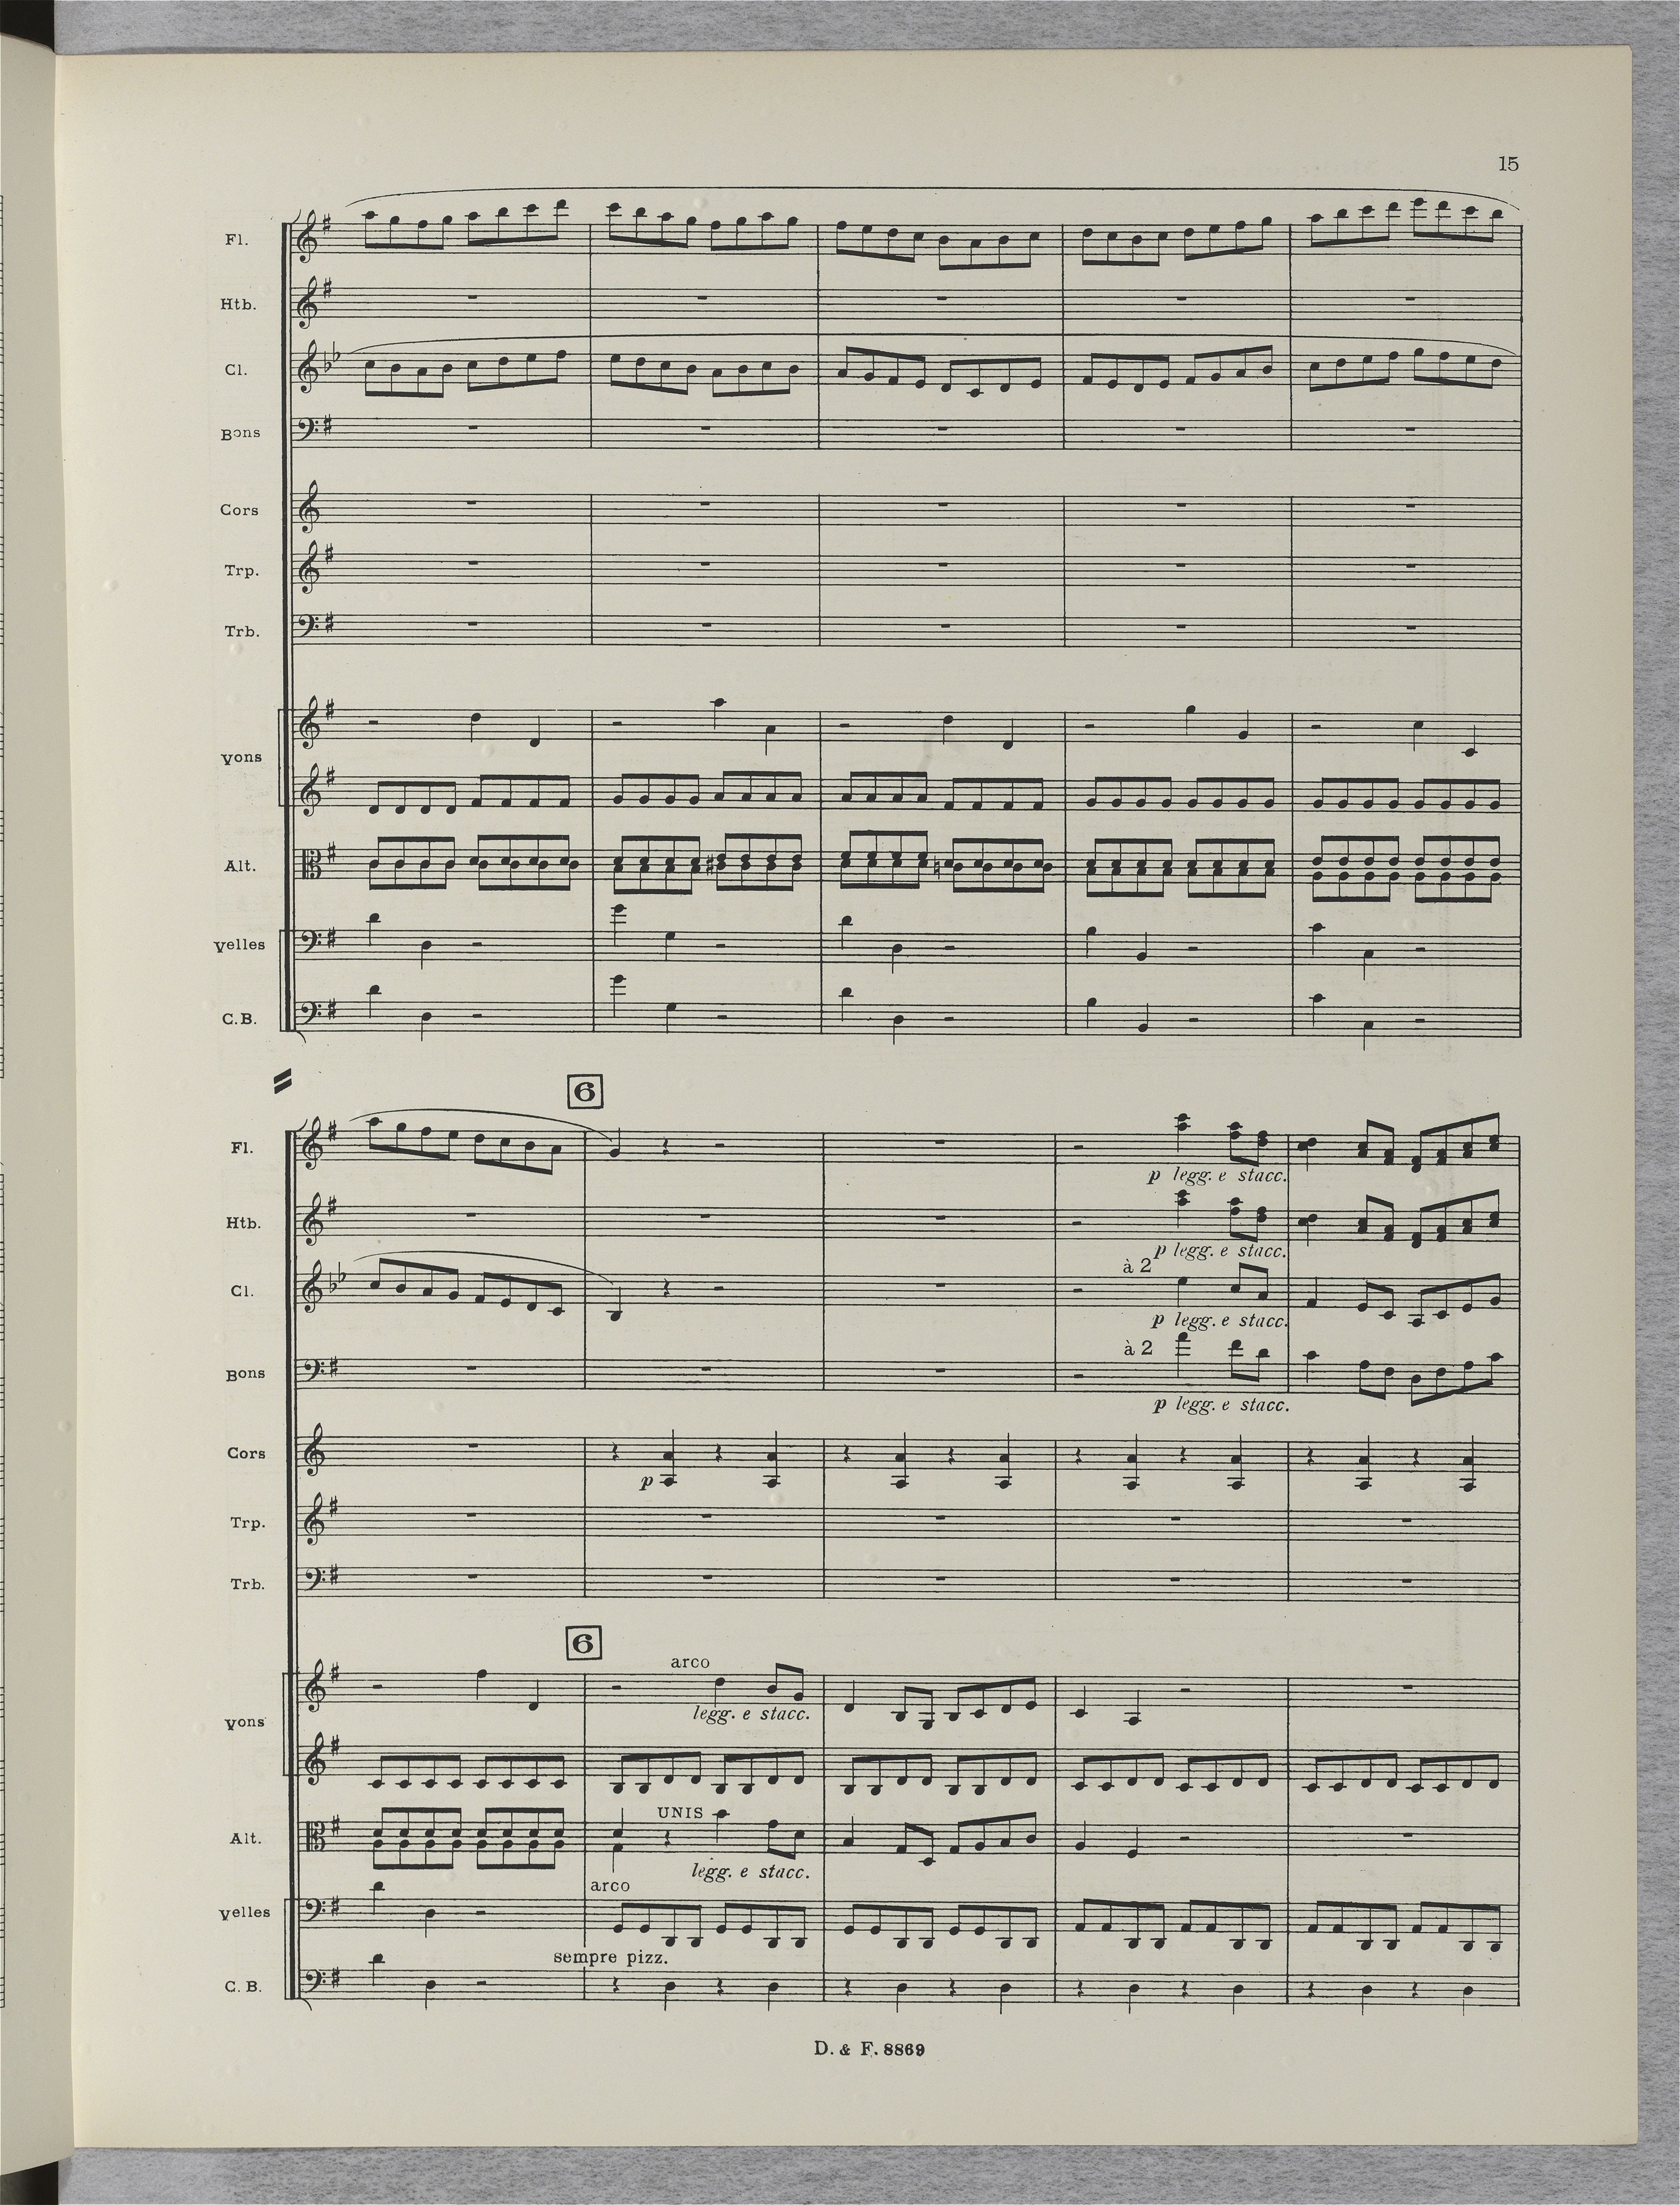 15
Fl.
Htb.
Cl.
Bons
Cors
Trp.
Trb.
Vons
Alt.
Velles
C.B.
6
Fl.
p legg. e stacc.
Htb.
p legg. e stacc.
à 2
Cl.
p legg. e stacc.
à 2
Bons
p legg. e stacc.
Cors
p
Trp.
Trb.
6
arco
legg. e stacc.
Vons
UNIS
Alt.
legg. e stacc.
arco
Velles
sempre pizz.
C. B.
D. & F. 8869